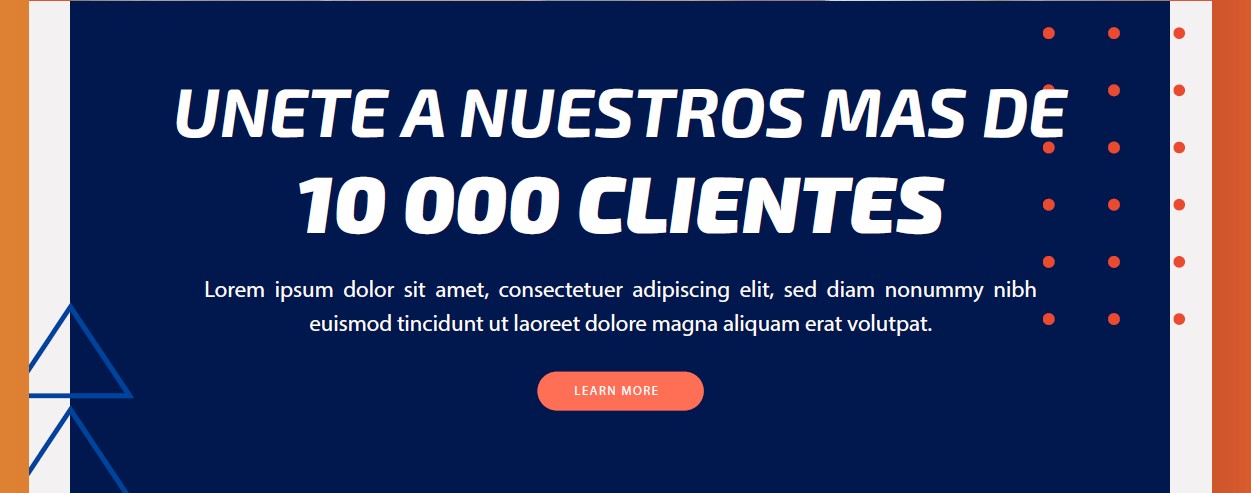 UNETE A NUESTROS MAS DE
10 000 CLIENTES
Lorem ipsum dolor sit amet, consectetuer adipiscing elit, sed diam nonummy nibh
euismod tincidunt ut laoreet dolore magna aliquam erat volutpat.
LEARN MORE